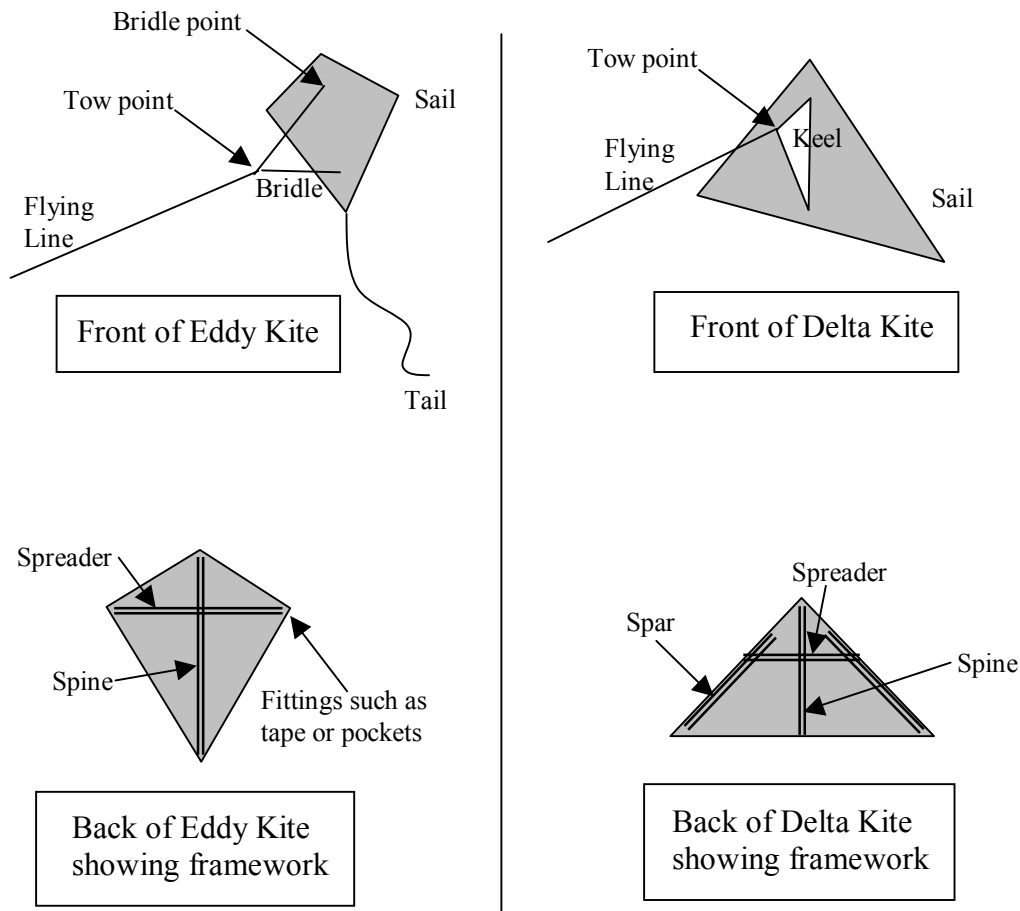 Bridle point
Tow point
Sail
Bridle
Flying
Line
Front of Eddy Kite
Tail
Tow point
Keel
Flying
Line
Sail
Front of Delta Kite
Spreader
Spine
Fittings such as
tape or pockets
Back of Eddy Kite
showing framework
Spreader
Spar
Spine
Back of Delta Kite
showing framework